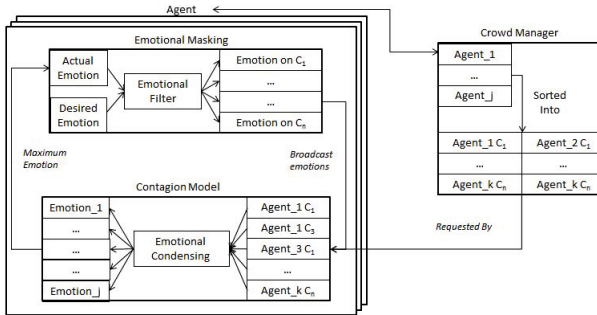 Agent
Emotional Masking
Actual
Emotion
Desired
Emotion
Emotional
Filter
Emotion on C₁
...
...
Emotion on Cₙ
Maximum
Emotion
Broadcast
emotions
Contagion Model
Emotion_1
...
...
...
Emotion_j
Emotional
Condensing
Agent_1 C₁
Agent_1 C₃
Agent_3 C₁
...
Agent_k Cₙ
Crowd Manager
Agent_1
...
Agent_j
Sorted
Into
Agent_1 C₁
Agent_2 C₁
...
...
Agent_k Cₙ
Agent_k Cₙ
Requested By